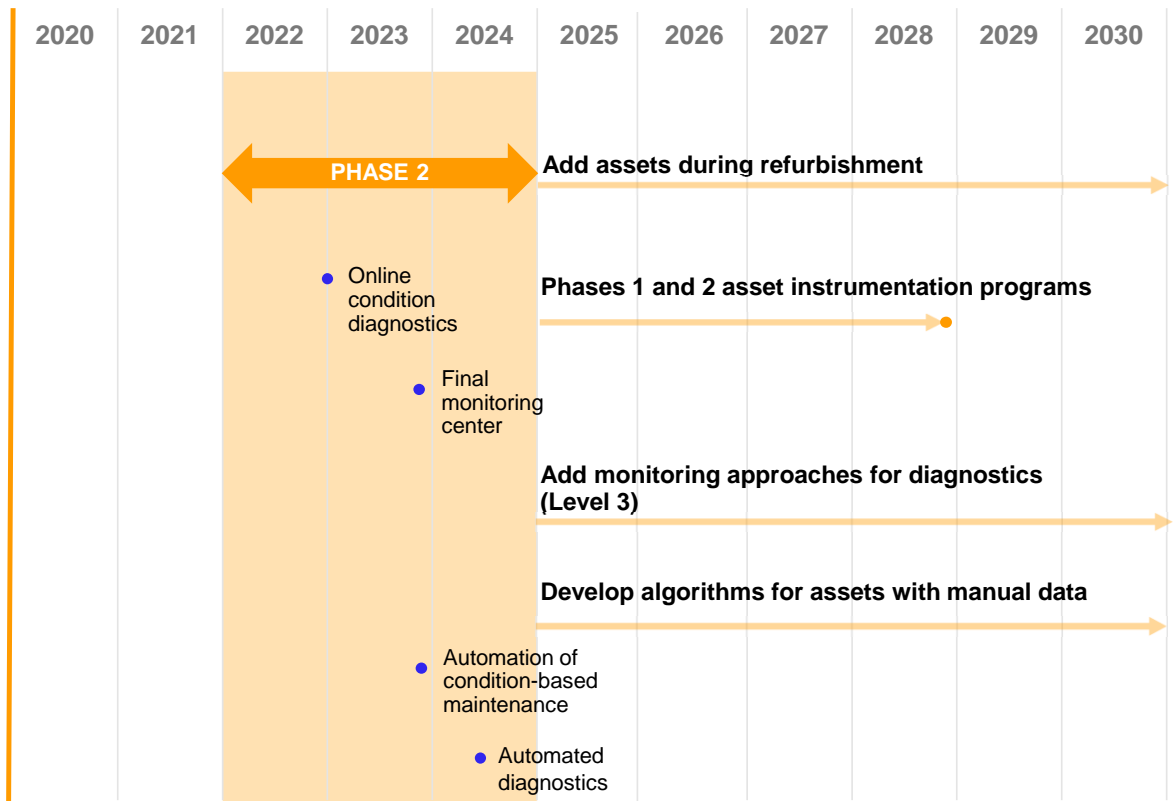 2020 2021 2022 2023 2024 2025 2026 2027 2028 2029 2030
PHASE 2
Add assets during refurbishment
Online
condition
diagnostics
Phases 1 and 2 asset instrumentation programs
Final
monitoring
center
Add monitoring approaches for diagnostics
(Level 3)
Develop algorithms for assets with manual data
Automation of
condition-based
maintenance
Automated
diagnostics